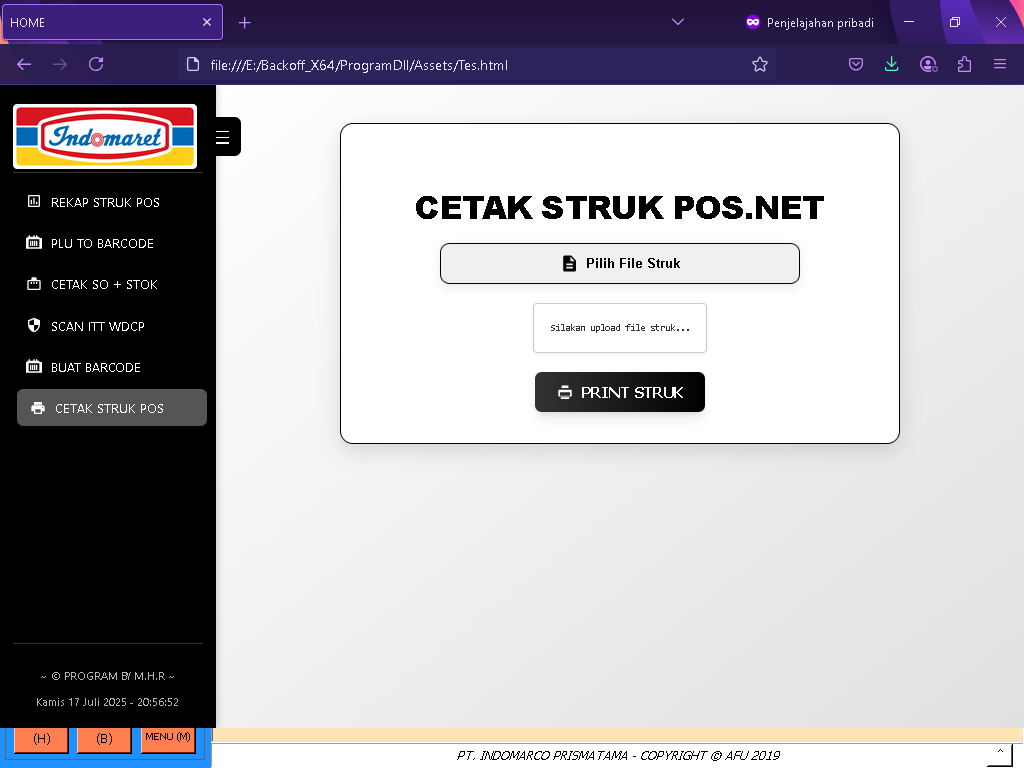 HOME
Penjelajahan pribadi
file:///E:/Backoff_X64/ProgramDll/Assets/Tes.html
Indomaret
REKAP STRUK POS
PLU TO BARCODE
CETAK SO + STOK
SCAN ITT WDCP
BUAT BARCODE
CETAK STRUK POS
CETAK STRUK POS.NET
Pilih File Struk
Silakan upload file struk...
PRINT STRUK
~ © PROGRAM BY M.H.R ~
Kamis 17 Juli 2025 - 20:56:52
(H) (B) MENU (M)
PT. INDOMARCO PRISMATAMA - COPYRIGHT @ AFU 2019